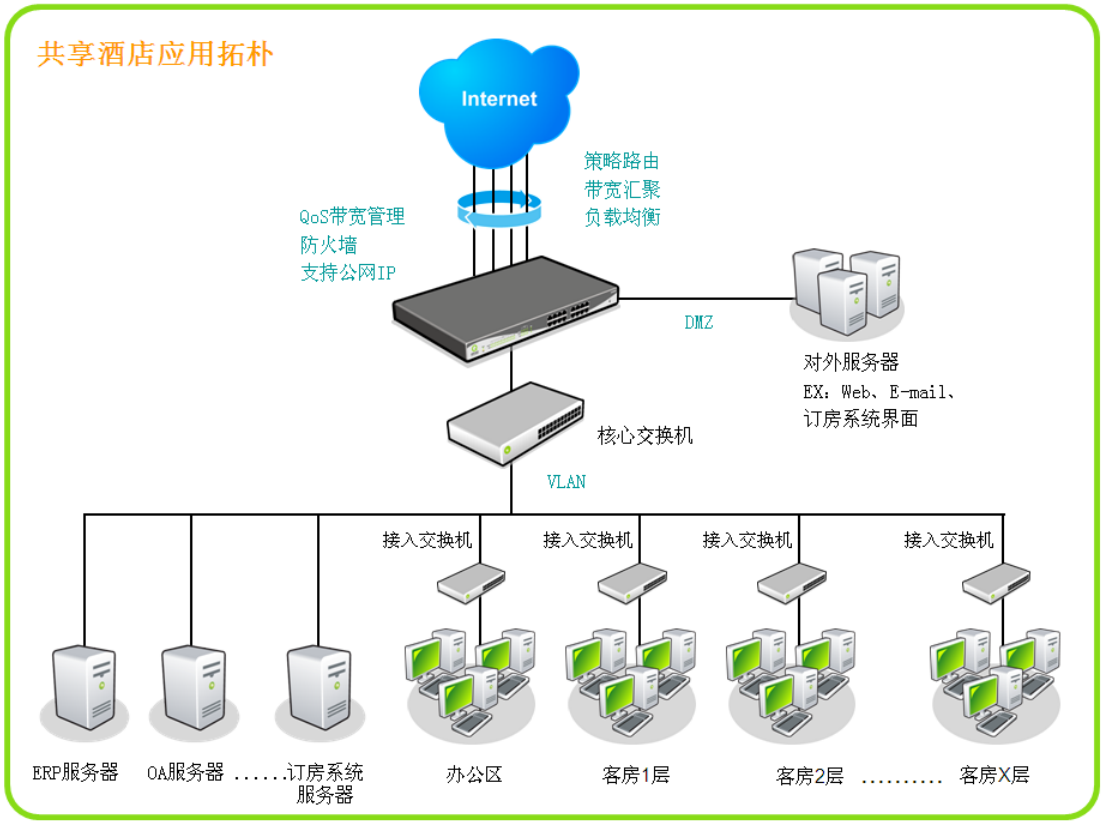 共享酒店应用拓朴
Internet
策略路由
带宽汇聚
负载均衡
QoS带宽管理
防火墙
支持公网IP
DMZ
对外服务器
EX：Web、E-mail、
订房系统界面
核心交换机
VLAN
接入交换机
接入交换机
接入交换机
接入交换机
ERP服务器
OA服务器
......订房系统
服务器
办公区
客房1层
客房2层
..........
客房X层